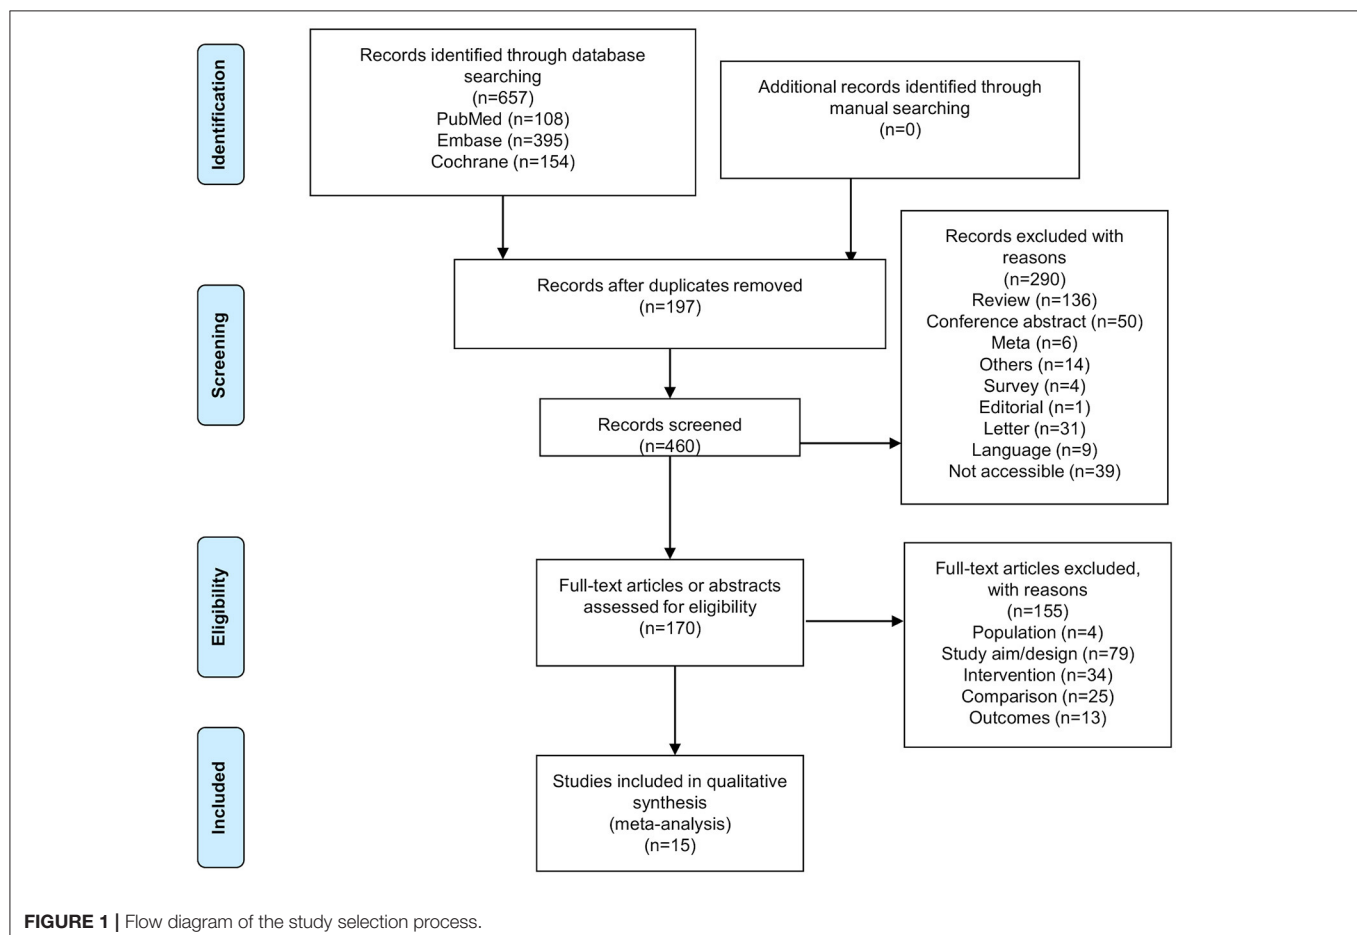 Identification
Records identified through database
searching
(n=657)
PubMed (n=108)
Embase (n=395)
Cochrane (n=154)
Additional records identified through
manual searching
(n=0)
Screening
Records after duplicates removed
(n=197)
Records screened
(n=460)
Records excluded with
reasons
(n=290)
Review (n=136)
Conference abstract (n=50)
Meta (n=6)
Others (n=14)
Survey (n=4)
Editorial (n=1)
Letter (n=31)
Language (n=9)
Not accessible (n=39)
Eligibility
Full-text articles or abstracts
assessed for eligibility
(n=170)
Full-text articles excluded,
with reasons
(n=155)
Population (n=4)
Study aim/design (n=79)
Intervention (n=34)
Comparison (n=25)
Outcomes (n=13)
Included
Studies included in qualitative
synthesis
(meta-analysis)
(n=15)
FIGURE 1 | Flow diagram of the study selection process.